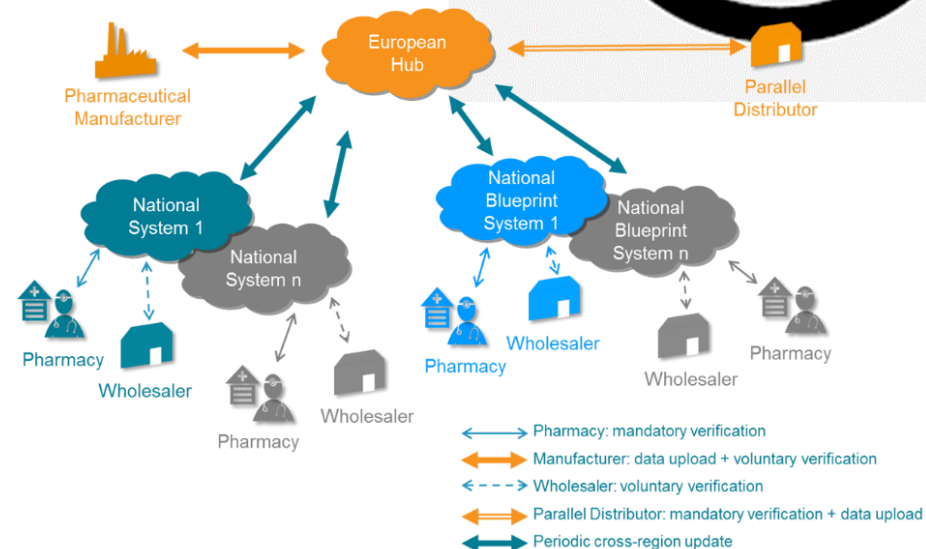 European
Hub
Pharmaceutical
Manufacturer
Parallel
Distributor
National
System 1
National
System n
National
Blueprint
System 1
National
Blueprint
System n
Pharmacy
Wholesaler
Pharmacy
Wholesaler
Pharmacy
Wholesaler
Wholesaler
Pharmacy
Pharmacy: mandatory verification
Manufacturer: data upload + voluntary verification
Wholesaler: voluntary verification
Parallel Distributor: mandatory verification + data upload
Periodic cross-region update